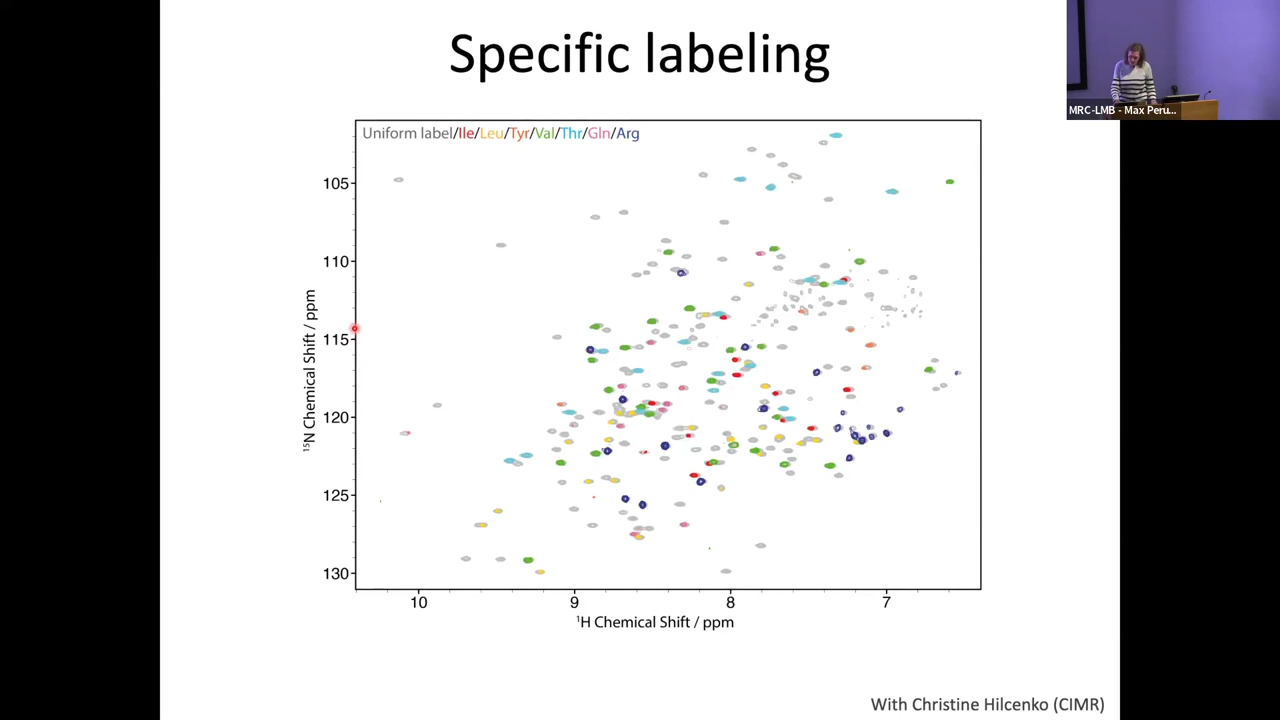 Specific labeling
MRC-LMB - Max Peru...
Uniform label/Ile/Leu/Tyr/Val/Thr/Gln/Arg
105
110
115
120
125
130
¹⁵N Chemical Shift / ppm
10
9
8
7
¹H Chemical Shift / ppm
With Christine Hilcenko (CIMR)